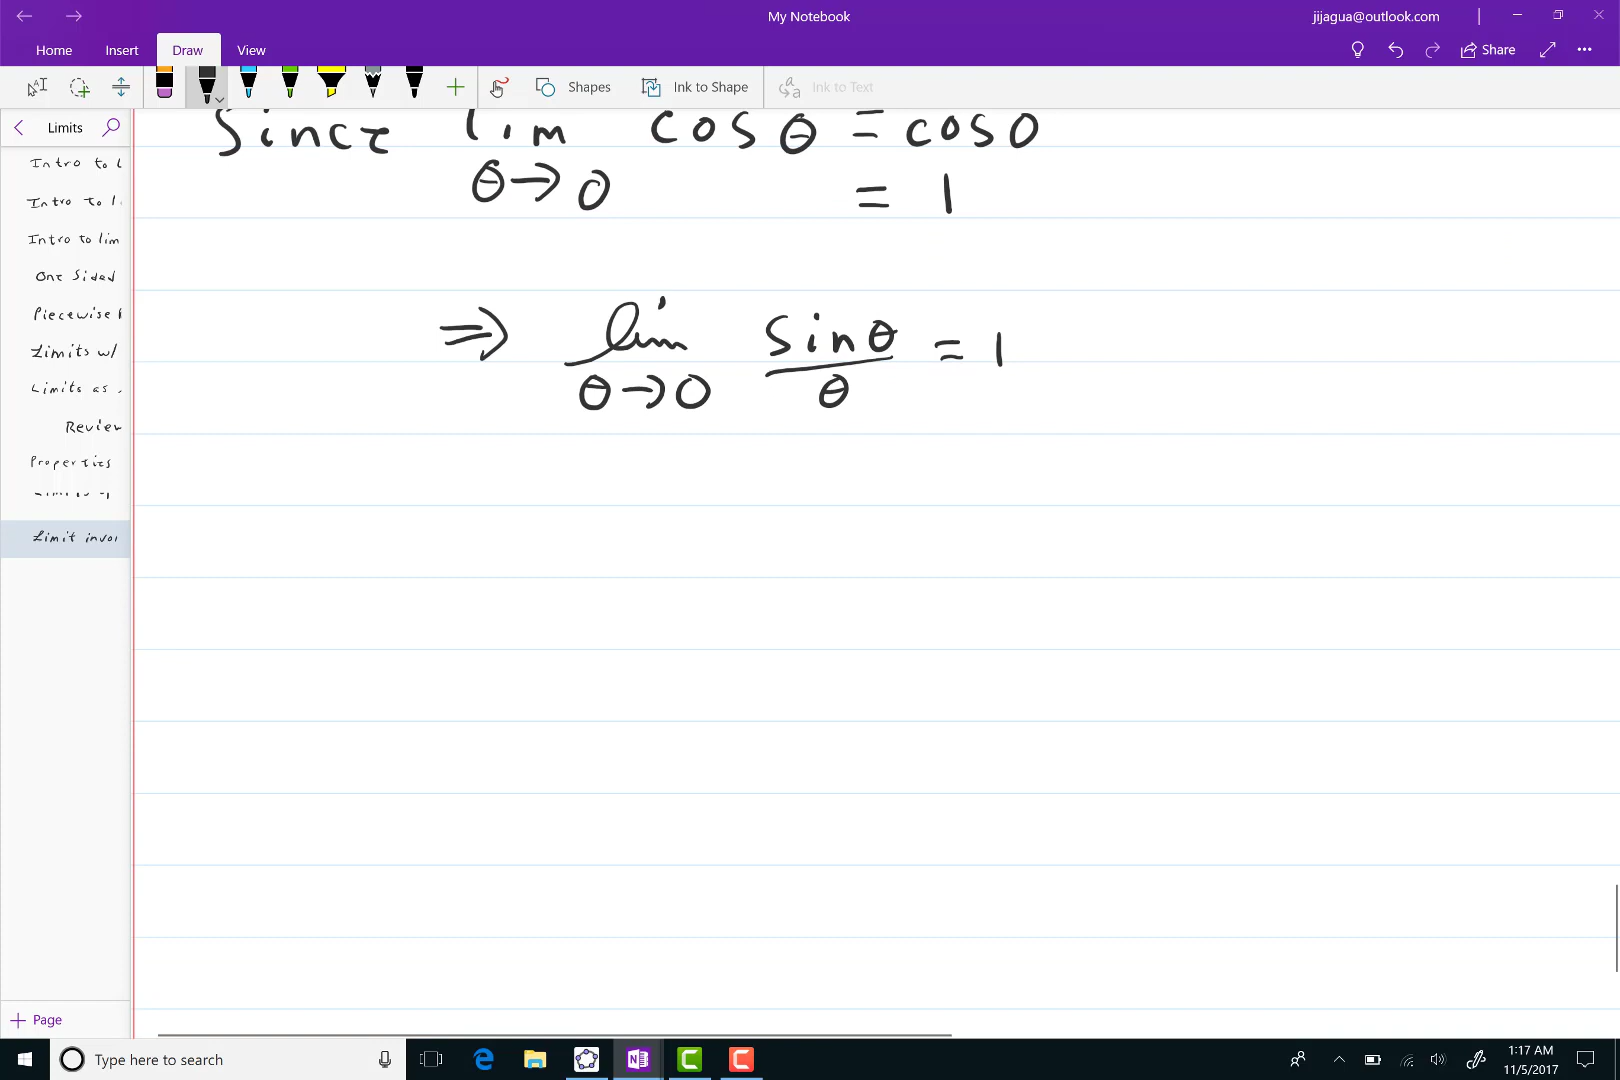 My Notebook
jijagua@outlook.com
Home Insert Draw View
Share
Shapes
Ink to Shape
Ink to Text
Limits
Intro to L
Intro to l
Intro to lim
One Sided
Piecewise
Limits w/
Limits as
Review
Properties
Limit invol
Page
Since lim cos θ = cos 0
θ → 0 = 1
⇒ lim sin θ = 1
θ → 0 θ
Type here to search
1:17 AM
11/5/2017